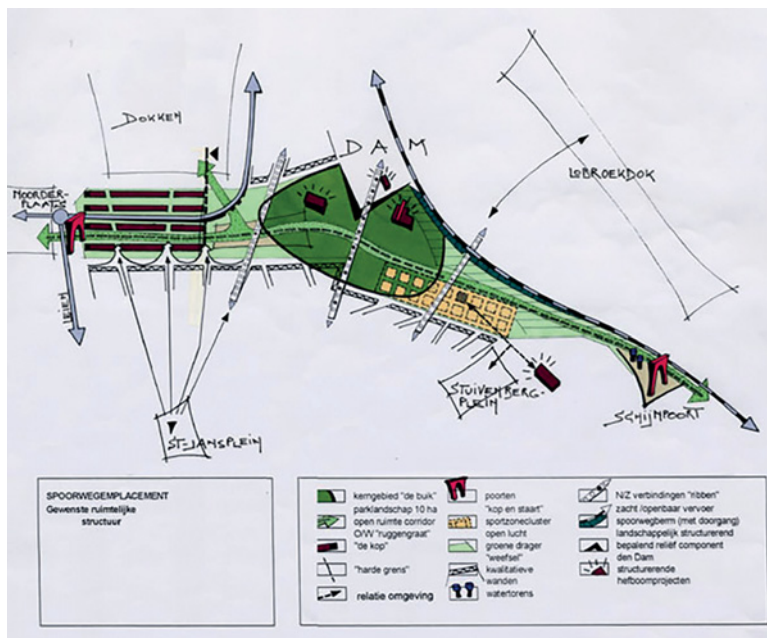 DOKKEN
DAM
LOBROEKDOK
NOORDER-
PLAATS
LEIEN
ST-JANSPLEIN
STUIVENBERG-
PLEIN
SCHIJNPOORT
SPOORWEGEMPLACEMENT
Gewenste ruimtelijke
structuur
kerngebied "de buik"
parklandschap 10 ha
open ruimte corridor
O/W "ruggengraat"
"de kop"
"harde grens"
relatie omgeving
poorten
"kop en staart"
sportzonecluster
open lucht
groene drager
"weefsel"
kwalitatieve
wanden
watertorens
N/Z verbindingen "ribben"
zacht /openbaar vervoer
spoorwegberm (met doorgang)
landschappelijk structurerend
bepalend reliëf component
den Dam
structurerende
hefboomprojecten